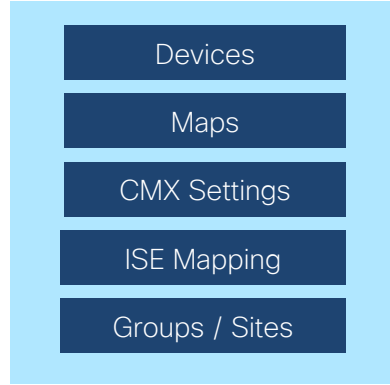 Devices
Maps
CMX Settings
ISE Mapping
Groups / Sites